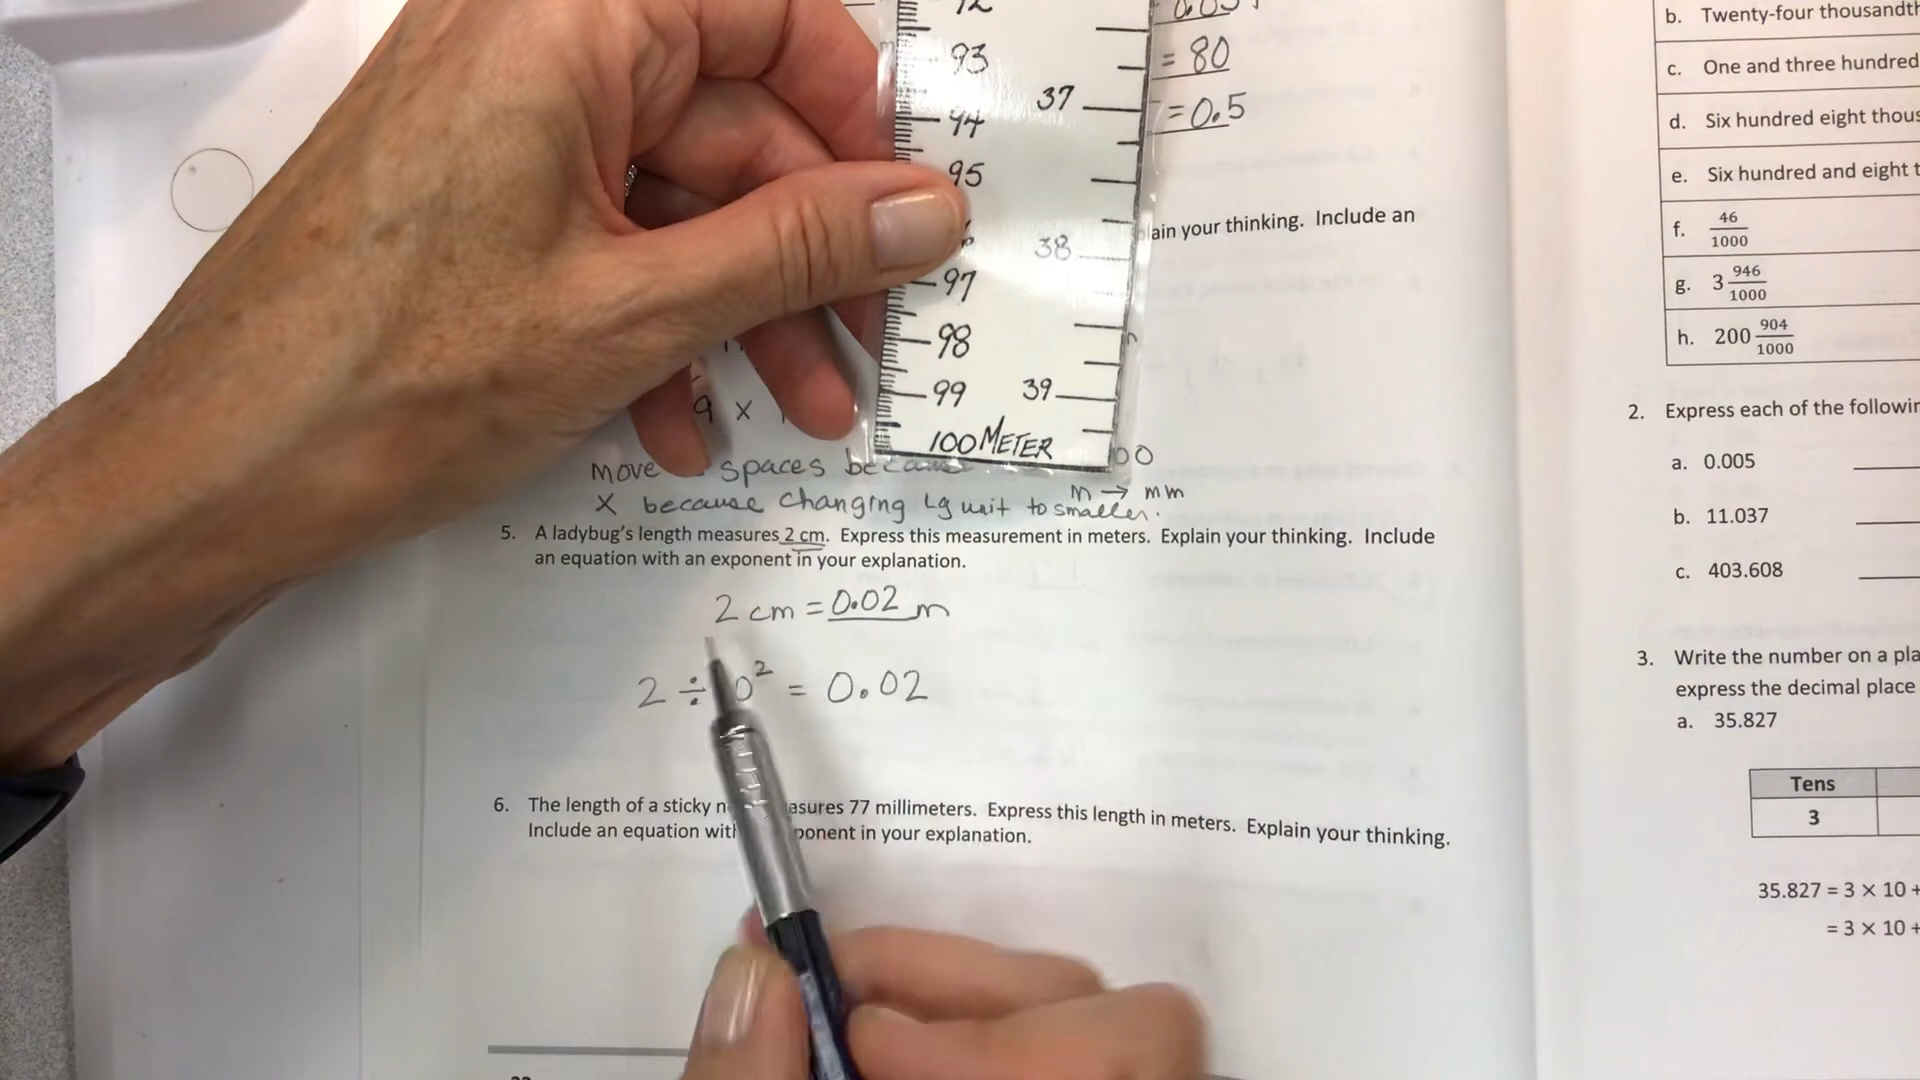 93
37
94
95
38
97
98
99 39
100 METER
= 80
= 0.5
ain your thinking. Include an
9 x
00
move spaces
m → mm
X because changing Lg unit to smaller.
5. A ladybug's length measures 2 cm. Express this measurement in meters. Explain your thinking. Include
an equation with an exponent in your explanation.
2 cm = 0.02 m
2 ÷ 0² = 0.02
6. The length of a sticky n asures 77 millimeters. Express this length in meters. Explain your thinking.
Include an equation with ponent in your explanation.
b. Twenty-four thousandth
c. One and three hundred
d. Six hundred eight thous
e. Six hundred and eight t
f. 46/1000
g. 3 946/1000
h. 200 904/1000
2. Express each of the followin
a. 0.005
b. 11.037
c. 403.608
3. Write the number on a pla
express the decimal place
a. 35.827
Tens
3
35.827 = 3 × 10 +
= 3 × 10 +